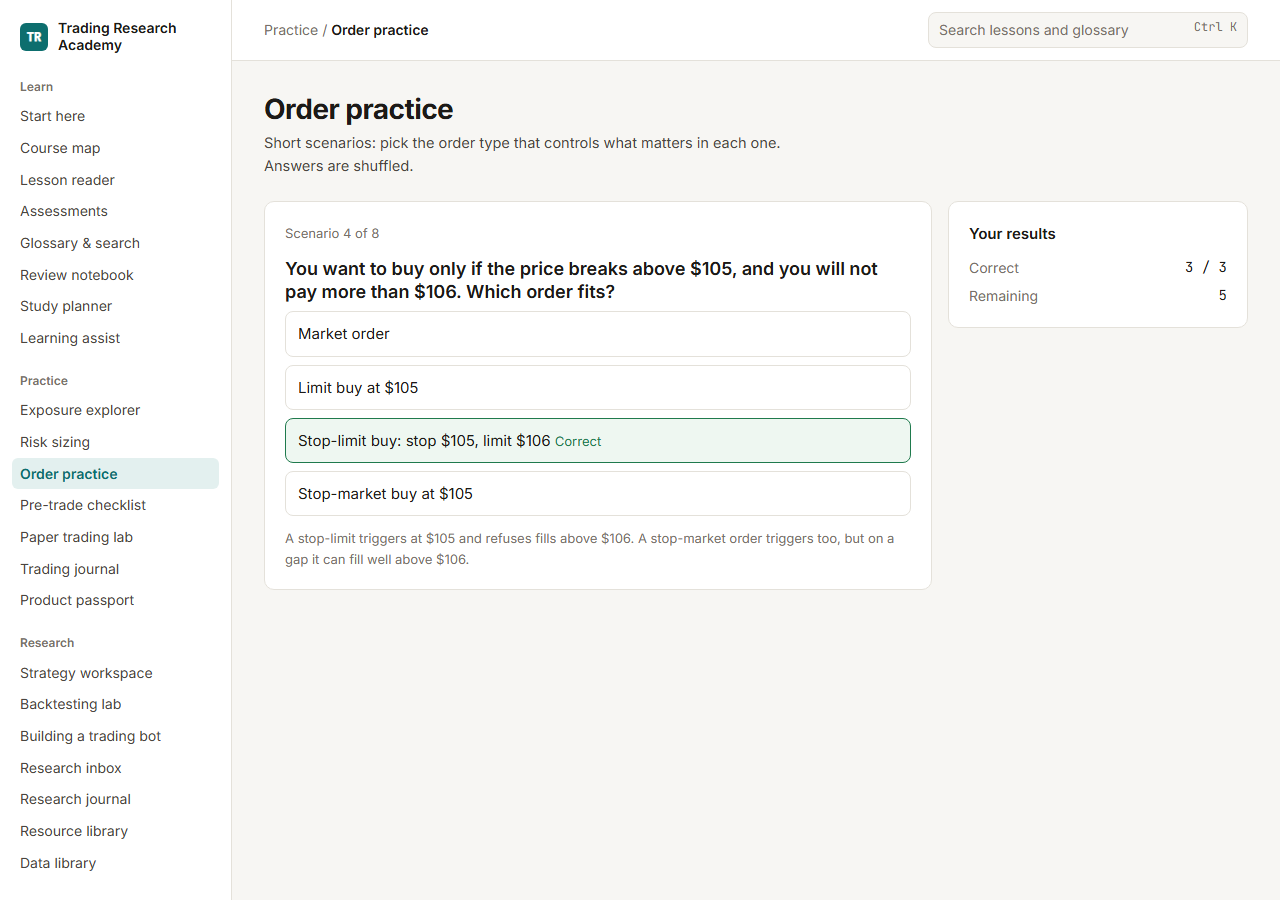 TR
Trading Research
Academy
Learn
Start here
Course map
Lesson reader
Assessments
Glossary & search
Review notebook
Study planner
Learning assist
Practice
Exposure explorer
Risk sizing
Order practice
Pre-trade checklist
Paper trading lab
Trading journal
Product passport
Research
Strategy workspace
Backtesting lab
Building a trading bot
Research inbox
Research journal
Resource library
Data library
Practice / Order practice
Search lessons and glossary Ctrl K
Order practice
Short scenarios: pick the order type that controls what matters in each one.
Answers are shuffled.
Scenario 4 of 8
You want to buy only if the price breaks above $105, and you will not
pay more than $106. Which order fits?
Market order
Limit buy at $105
Stop-limit buy: stop $105, limit $106 Correct
Stop-market buy at $105
A stop-limit triggers at $105 and refuses fills above $106. A stop-market order triggers too, but on a
gap it can fill well above $106.
Your results
Correct 3 / 3
Remaining 5